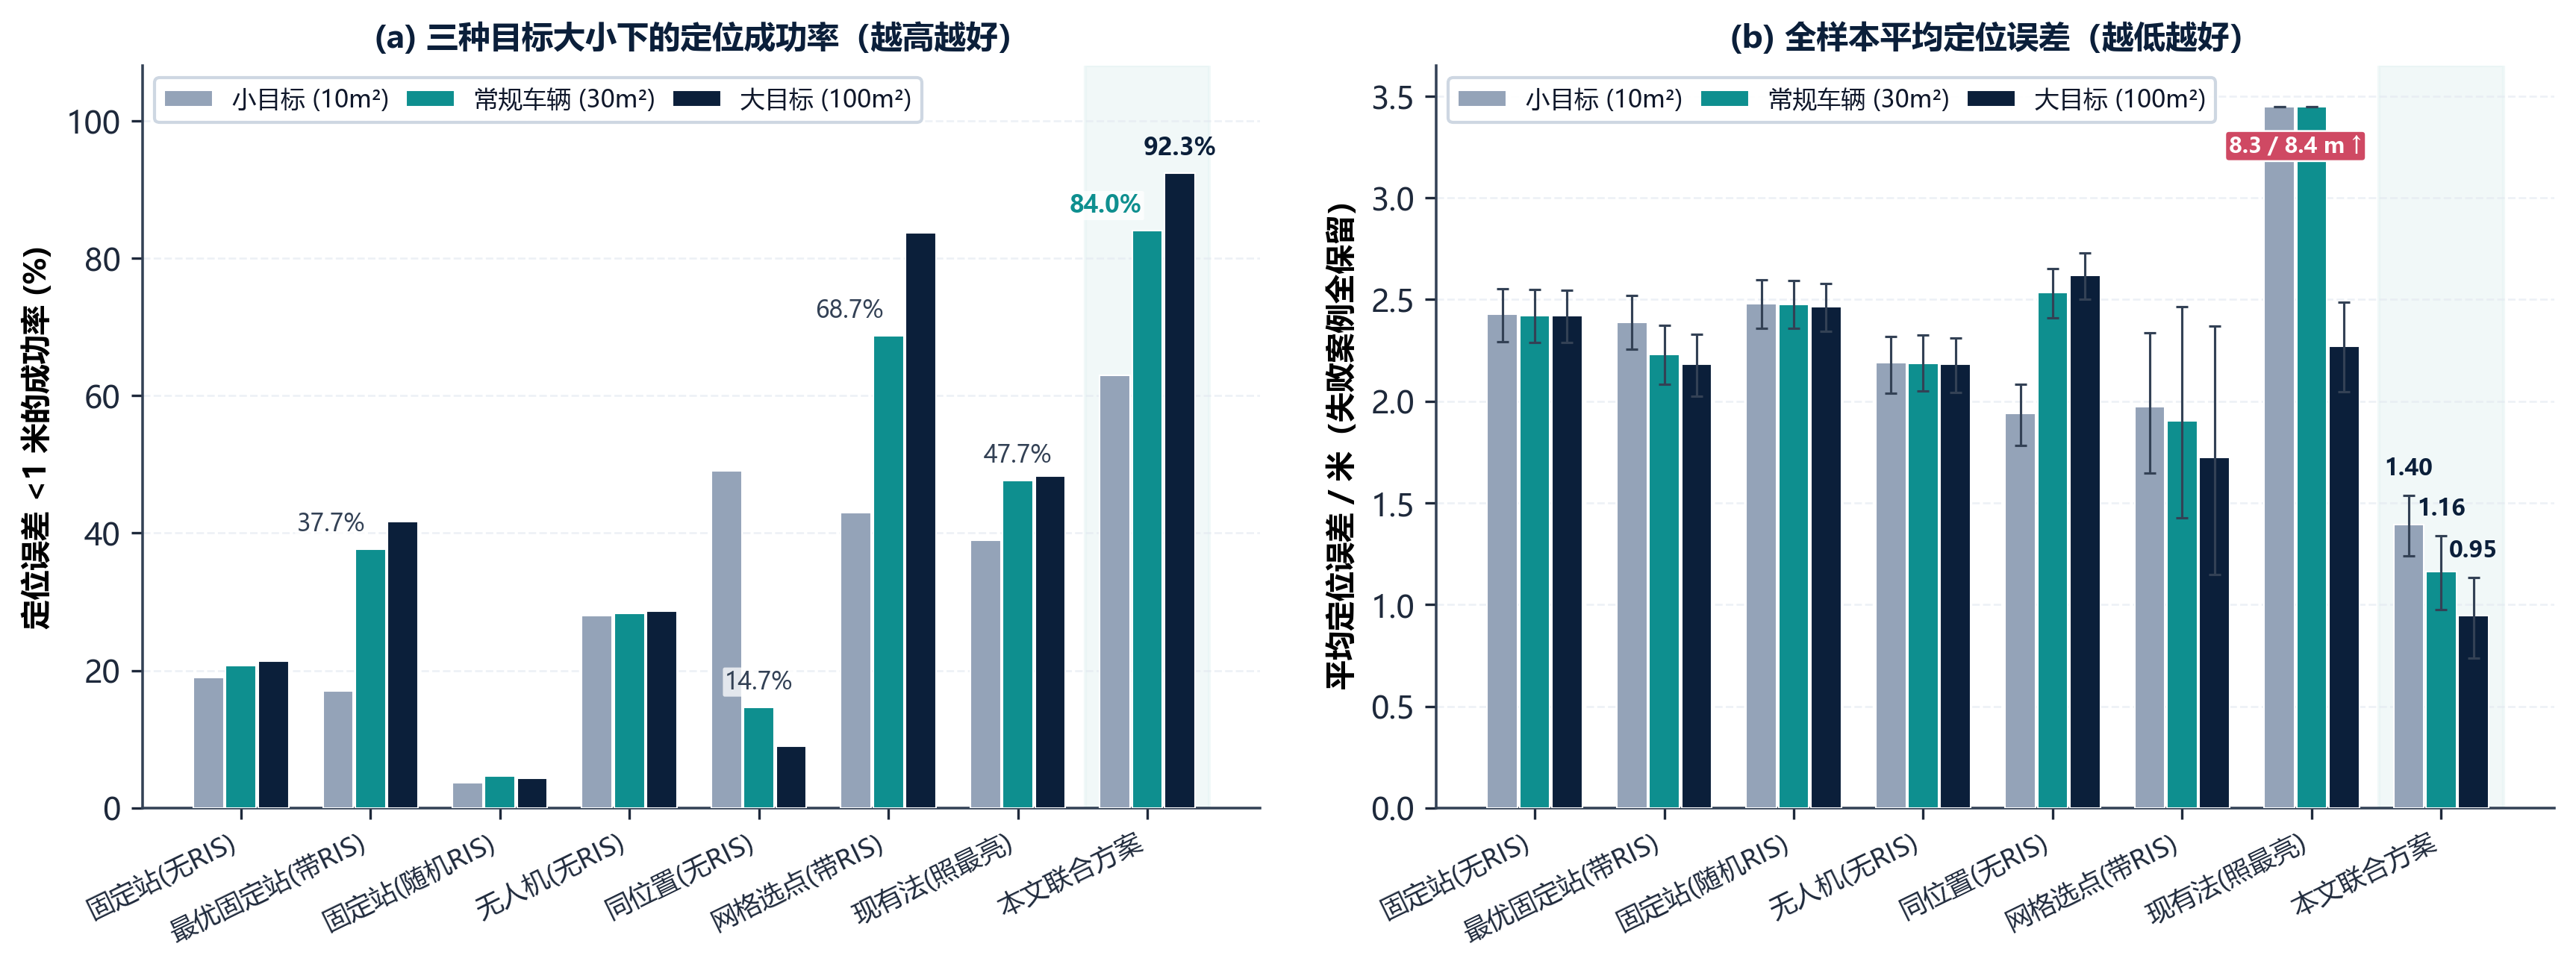 (a) 三种目标大小下的定位成功率（越高越好）
小目标 (10m²) 常规车辆 (30m²) 大目标 (100m²)
定位误差 <1 米的成功率 (%)
100
80
60
40
20
0
37.7%
14.7%
68.7%
47.7%
84.0%
92.3%
固定站(无RIS)
最优固定站(带RIS)
固定站(随机RIS)
无人机(无RIS)
同位置(无RIS)
网格选点(带RIS)
现有法(照最亮)
本文联合方案
(b) 全样本平均定位误差（越低越好）
小目标 (10m²) 常规车辆 (30m²) 大目标 (100m²)
平均定位误差 / 米（失败案例全保留）
3.5
3.0
2.5
2.0
1.5
1.0
0.5
0.0
8.3 / 8.4 m ↑
1.40
1.16
0.95
固定站(无RIS)
最优固定站(带RIS)
固定站(随机RIS)
无人机(无RIS)
同位置(无RIS)
网格选点(带RIS)
现有法(照最亮)
本文联合方案